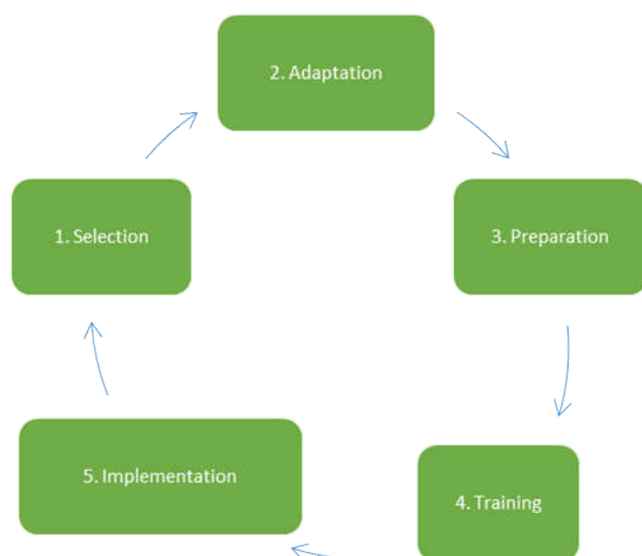 2. Adaptation
1. Selection
3. Preparation
5. Implementation
4. Training